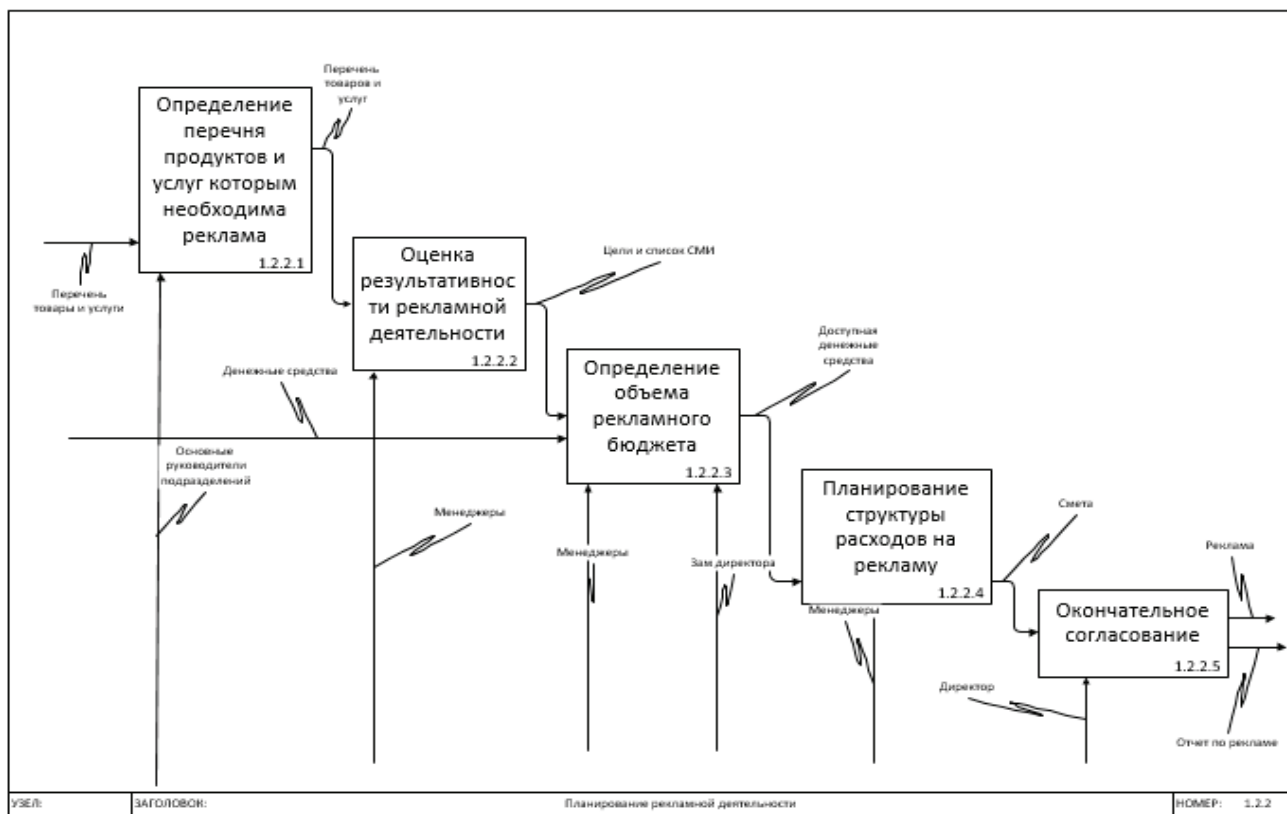 Перечень
товаров и
услуг
Определение
перечня
продуктов и
услуг которым
необходима
реклама
1.2.2.1
Перечень
товары и услуги
Оценка
результативнос
ти рекламной
деятельности
1.2.2.2
Цели и список СМИ
Денежные средства
Определение
объема
рекламного
бюджета
1.2.2.3
Доступная
денежные
средства
Основные
руководители
подразделений
Менеджеры
Менеджеры
Зам директора
Планирование
структуры
расходов на
рекламу
1.2.2.4
Смета
Менеджеры
Реклама
Окончательное
согласование
1.2.2.5
Директор
Отчет по рекламе
УЗЕЛ:
ЗАГОЛОВОК:
Планирование рекламной деятельности
НОМЕР: 1.2.2